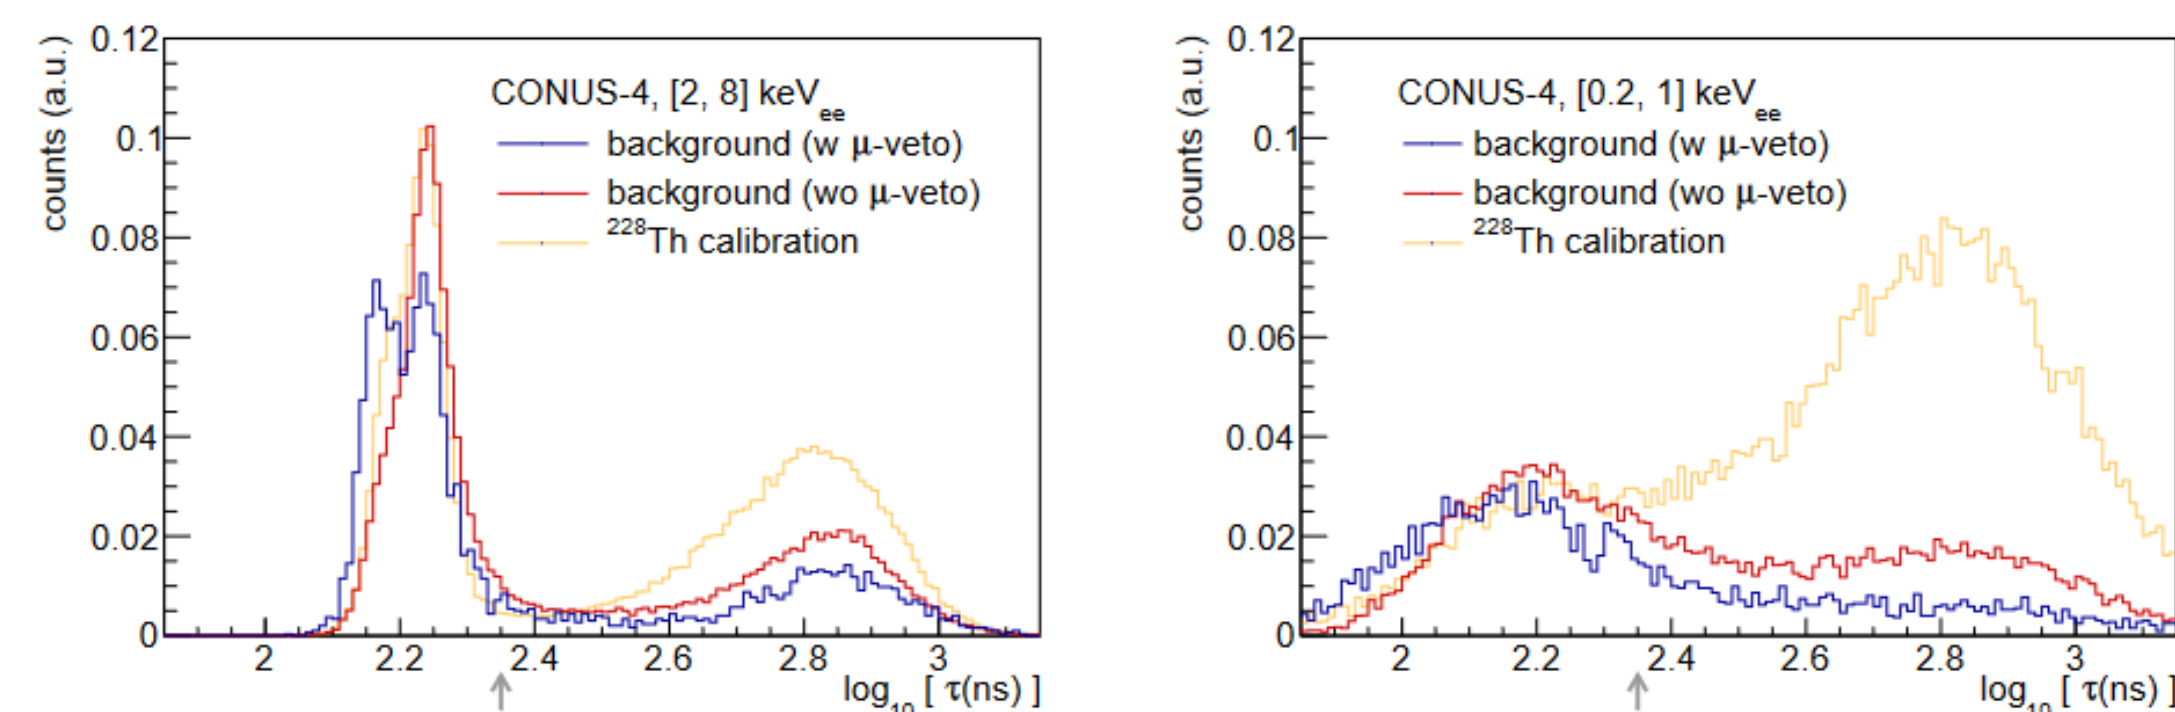 counts (a.u.)
0.12
0.1
0.08
0.06
0.04
0.02
0
CONUS-4, [2, 8] keVee
background (w μ-veto)
background (wo μ-veto)
228Th calibration
2 2.2 2.4 2.6 2.8 3
log10 [ τ(ns) ]
counts (a.u.)
0.12
0.1
0.08
0.06
0.04
0.02
0
CONUS-4, [0.2, 1] keVee
background (w μ-veto)
background (wo μ-veto)
228Th calibration
2 2.2 2.4 2.6 2.8 3
log10 [ τ(ns) ]